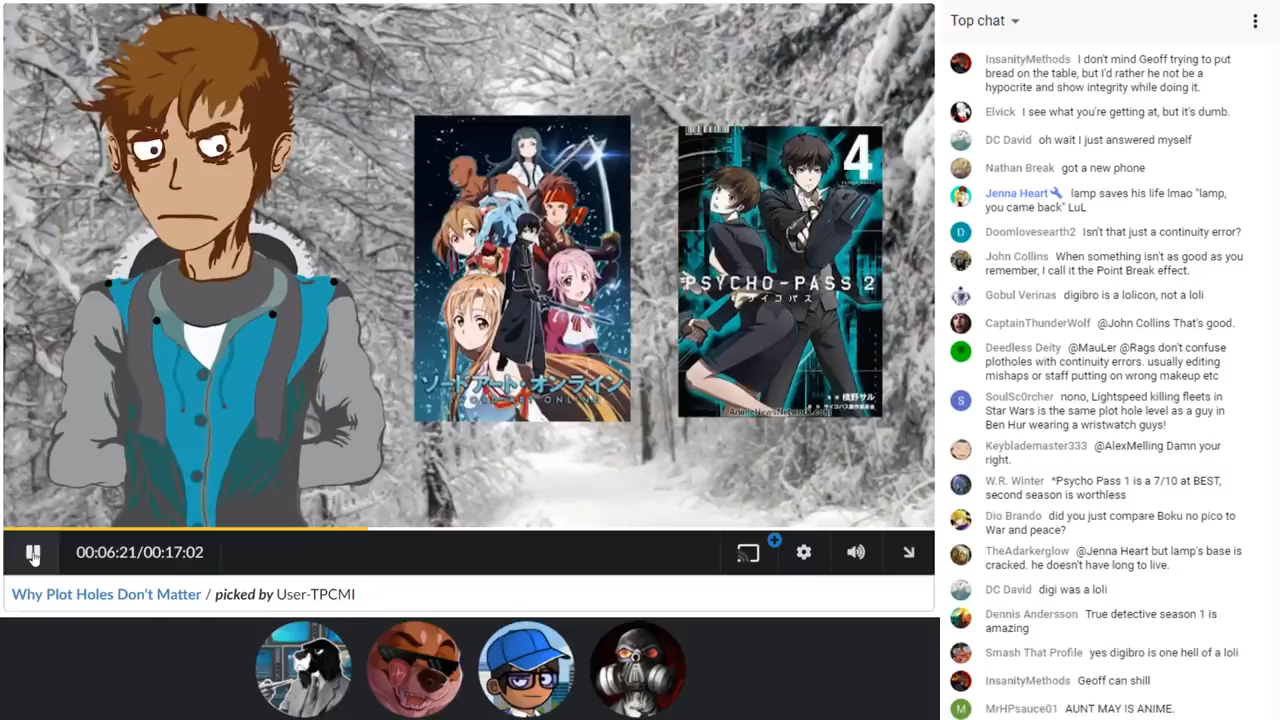 4
PSYCHO-PASS 2
サイコパス
ソードアート・オンライン
AnimeNewsNetwork.com
00:06:21/00:17:02
Why Plot Holes Don't Matter / picked by User-TPCMI
Top chat
InsanityMethods I don't mind Geoff trying to put
bread on the table, but I'd rather he not be a
hypocrite and show integrity while doing it.
Elvick I see what you're getting at, but it's dumb.
DC David oh wait I just answered myself
Nathan Break got a new phone
Jenna Heart lamp saves his life lmao "lamp,
you came back" LuL
D
Doomlovesearth2 Isn't that just a continuity error?
John Collins When something isn't as good as you
remember, I call it the Point Break effect.
Gobul Verinas digibro is a lolicon, not a loli
CaptainThunderWolf @John Collins That's good.
Deedless Deity @MauLer @Rags don't confuse
plotholes with continuity errors. usually editing
mishaps or staff putting on wrong makeup etc
S
SoulSc0rcher nono, Lightspeed killing fleets in
Star Wars is the same plot hole level as a guy in
Ben Hur wearing a wristwatch guys!
Keyblademaster333 @AlexMelling Damn your
right.
W.R. Winter *Psycho Pass 1 is a 7/10 at BEST,
second season is worthless
Dio Brando did you just compare Boku no pico to
War and peace?
TheAdarkerglow @Jenna Heart but lamp's base is
cracked. he doesn't have long to live.
DC David digi was a loli
Dennis Andersson True detective season 1 is
amazing
Smash That Profile yes digibro is one hell of a loli
InsanityMethods Geoff can shill
M
MrHPsauce01 AUNT MAY IS ANIME.